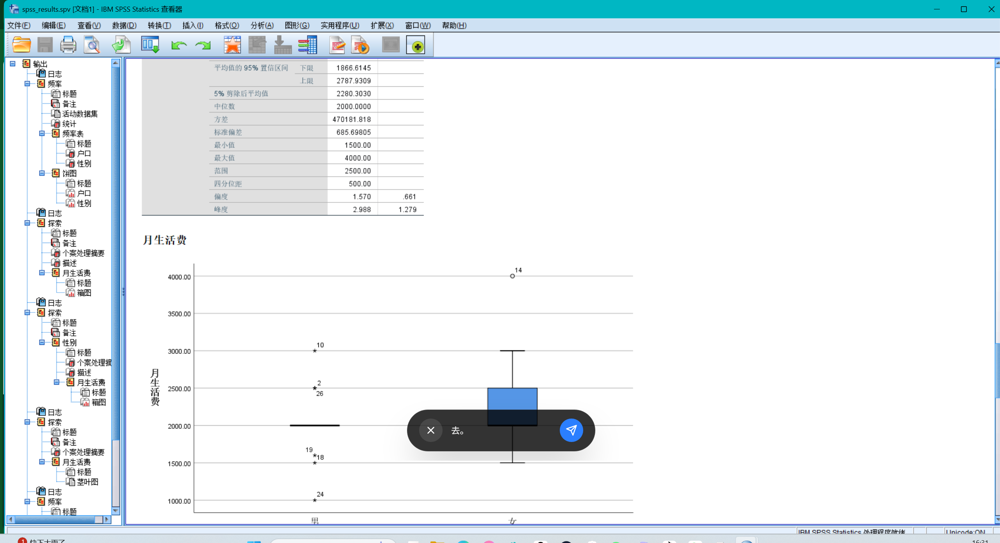 spss_results.spv [文档1] - IBM SPSS Statistics 查看器
文件(F) 编辑(E) 查看(V) 数据(D) 转换(T) 插入(I) 格式(O) 分析(A) 图形(G) 实用程序(U) 扩展(X) 窗口(W) 帮助(H)
输出
日志
频率
标题
备注
活动数据集
统计
频率表
标题
户口
性别
饼图
标题
户口
性别
日志
探索
标题
备注
个案处理摘要
描述
月生活费
标题
箱图
日志
探索
标题
备注
性别
标题
个案处理摘
描述
月生活费
标题
箱图
日志
探索
标题
备注
个案处理摘要
月生活费
标题
茎叶图
日志
频率
标题
平均值的 95% 置信区间 下限 1866.6145
上限 2787.9309
5% 剪除后平均值 2280.3030
中位数 2000.0000
方差 470181.818
标准偏差 685.69805
最小值 1500.00
最大值 4000.00
范围 2500.00
四分位距 500.00
偏度 1.570 .661
峰度 2.988 1.279
月生活费
月生活费
4000.00
3500.00
3000.00
2500.00
2000.00
1500.00
1000.00
14
10
2
26
19
18
24
男 女
去。
IBM SPSS Statistics 处理程序就绪
Unicode:ON
1 快下大雨了
16:31